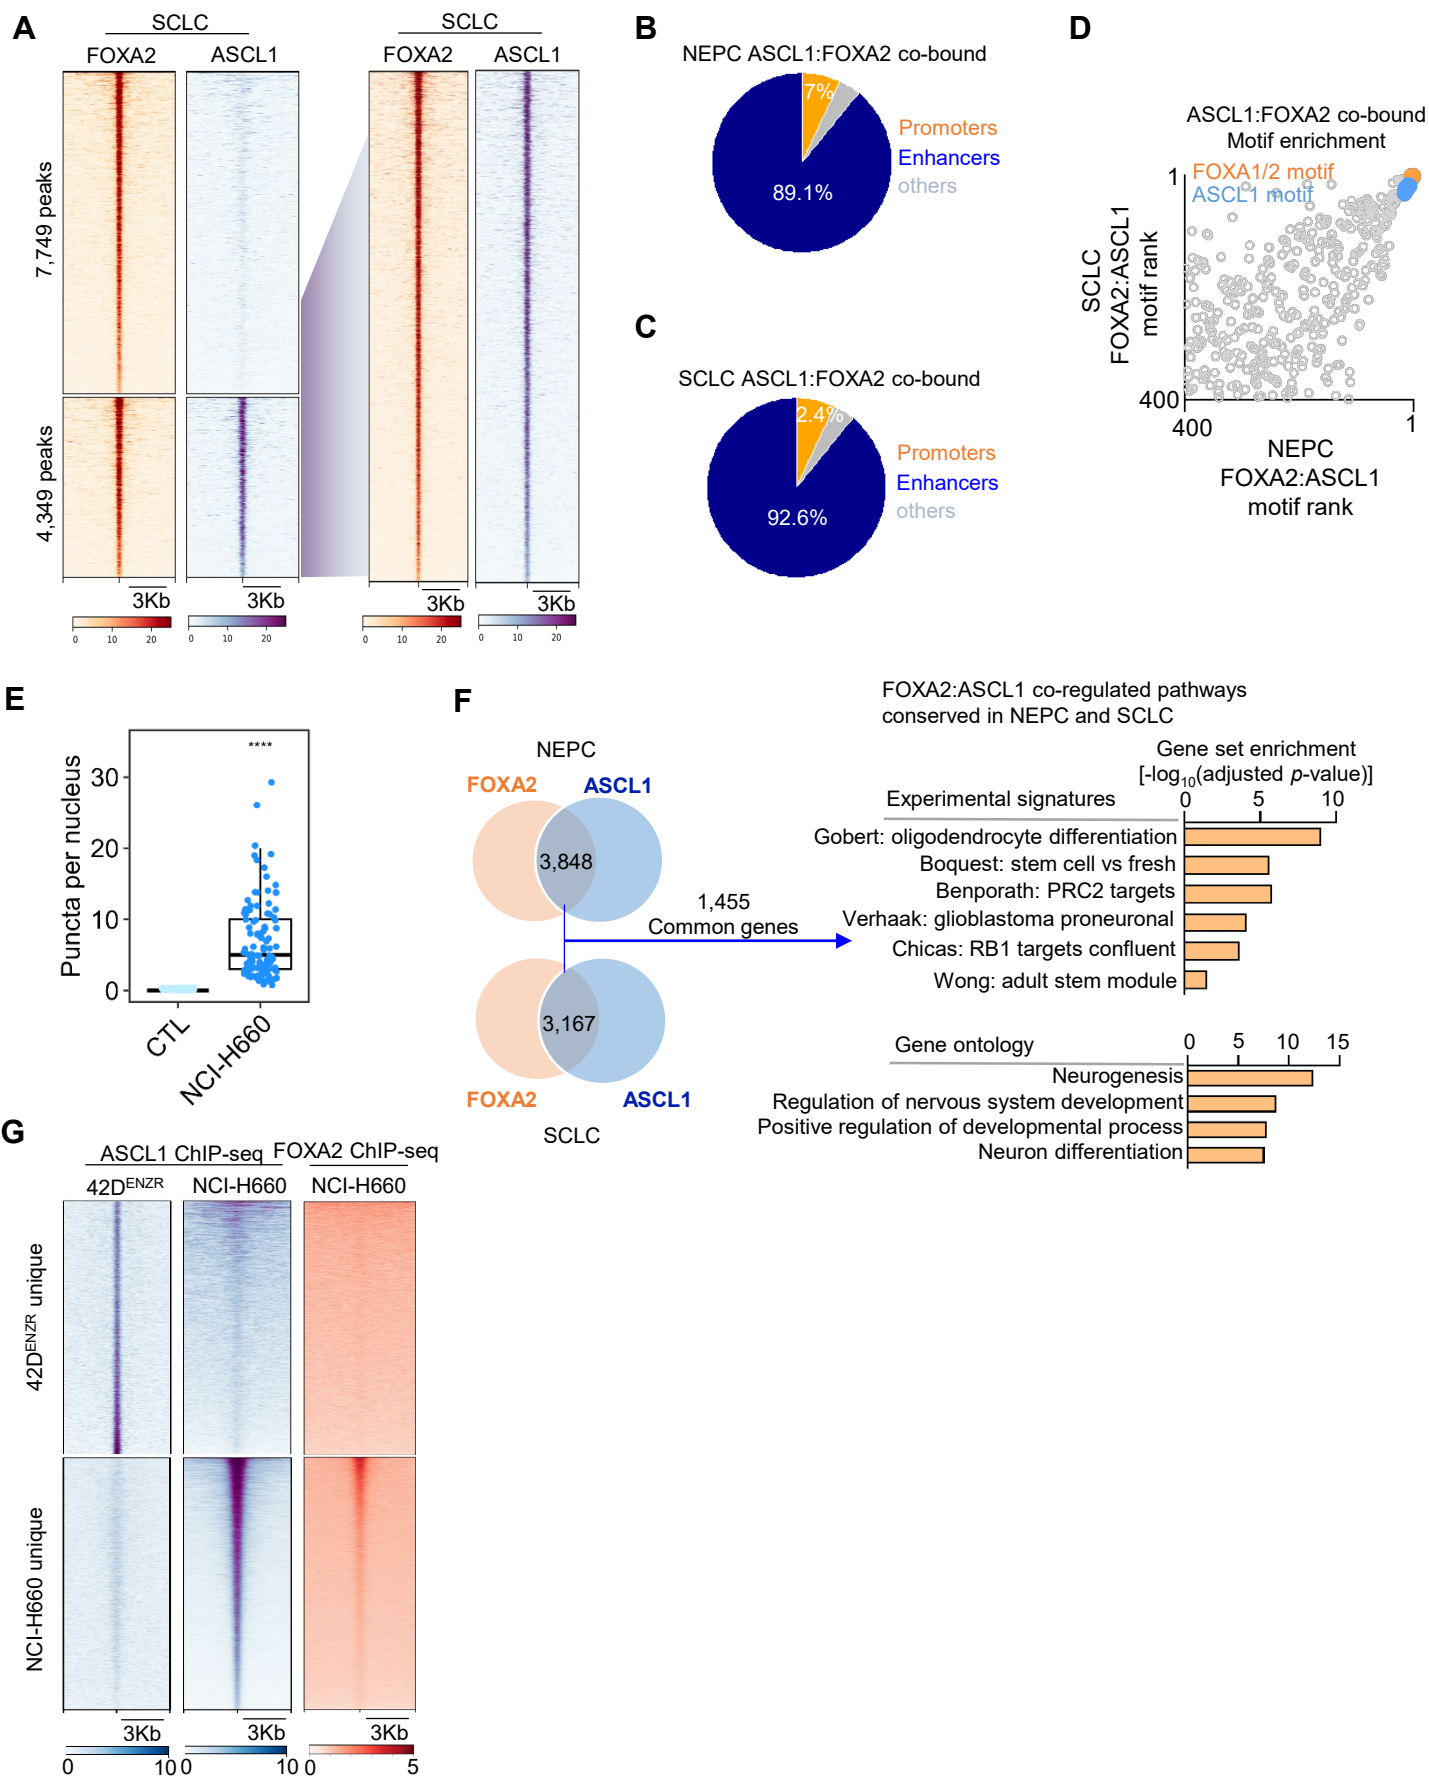 A
SCLC
SCLC
FOXA2
ASCL1
FOXA2
ASCL1
7,749 peaks
4,349 peaks
3Kb
3Kb
3Kb
3Kb
0 10 20
0 10 20
0 10 20
0 10 20
B
NEPC ASCL1:FOXA2 co-bound
7%
89.1%
Promoters
Enhancers
others
C
SCLC ASCL1:FOXA2 co-bound
2.4%
92.6%
Promoters
Enhancers
others
D
ASCL1:FOXA2 co-bound
Motif enrichment
FOXA1/2 motif
ASCL1 motif
1
400
SCLC
FOXA2:ASCL1
motif rank
400
1
NEPC
FOXA2:ASCL1
motif rank
E
****
Puncta per nucleus
30
20
10
0
CTL
NCI-H660
F
NEPC
FOXA2
ASCL1
3,848
1,455
Common genes
3,167
FOXA2
ASCL1
SCLC
FOXA2:ASCL1 co-regulated pathways
conserved in NEPC and SCLC
Gene set enrichment
[-log10(adjusted p-value)]
Experimental signatures
0 5 10
Gobert: oligodendrocyte differentiation
Boquest: stem cell vs fresh
Benporath: PRC2 targets
Verhaak: glioblastoma proneuronal
Chicas: RB1 targets confluent
Wong: adult stem module
Gene ontology
0 5 10 15
Neurogenesis
Regulation of nervous system development
Positive regulation of developmental process
Neuron differentiation
G
ASCL1 ChIP-seq
FOXA2 ChIP-seq
42DENZR
NCI-H660
NCI-H660
42DENZR unique
NCI-H660 unique
3Kb
3Kb
3Kb
0 10
0 10
0 5